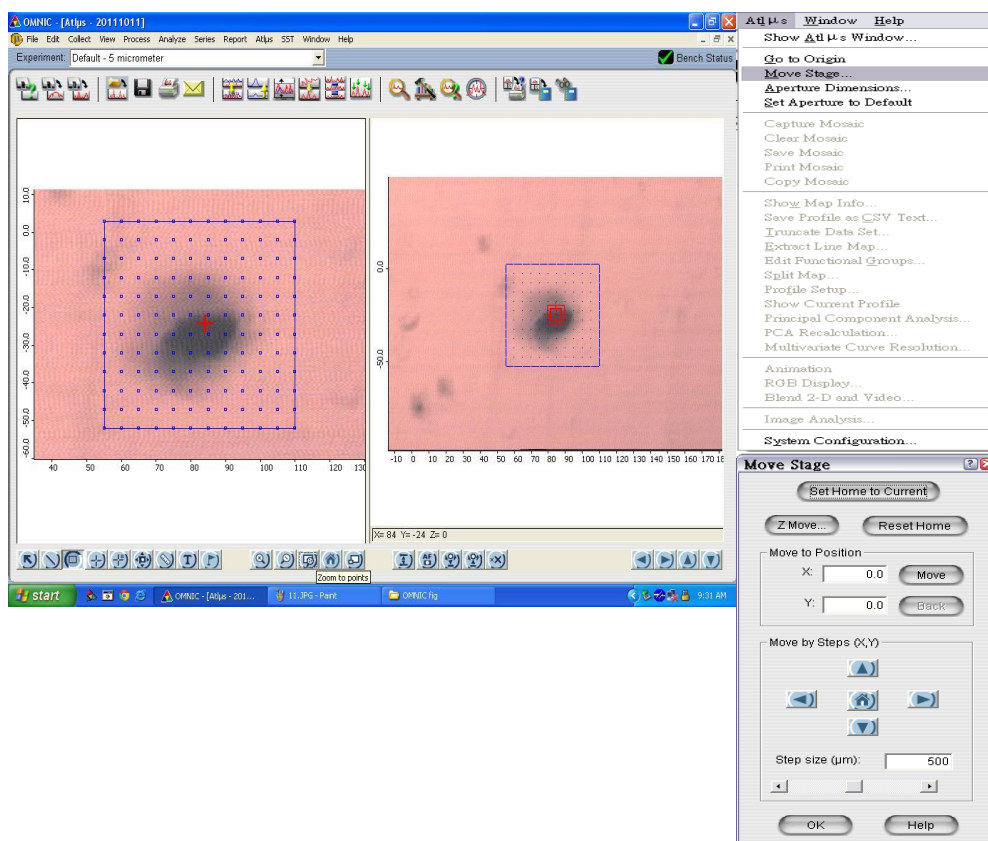 OMNIC - [Atlµs - 20111011]
File Edit Collect View Process Analyze Series Report Atlµs SST Window Help
Experiment: Default - 5 micrometer
Bench Status
10.0
0.0
-10.0
-20.0
-30.0
-40.0
-50.0
-60.0
40 50 60 70 80 90 100 110 120 130
0.0
-50.0
-10 0 10 20 30 40 50 60 70 80 90 100 110 120 130 140 150 160 170 18
X= 84 Y= -24 Z= 0
T
Zoom to points
start
OMNIC - [Atlµs - 201...
11.JPG - Paint
OMNIC fig
9:31 AM
Atlµs Window Help
Show Atlµs Window...
Go to Origin
Move Stage...
Aperture Dimensions...
Set Aperture to Default
Capture Mosaic
Clear Mosaic
Save Mosaic
Print Mosaic
Copy Mosaic
Show Map Info...
Save Profile as CSV Text...
Truncate Data Set...
Extract Line Map...
Edit Functional Groups...
Split Map...
Profile Setup...
Show Current Profile
Principal Component Analysis...
PCA Recalculation...
Multivariate Curve Resolution...
Animation
RGB Display...
Blend 2-D and Video...
Image Analysis...
System Configuration...
Move Stage
Set Home to Current
Z Move... Reset Home
Move to Position
X: 0.0 Move
Y: 0.0 Back
Move by Steps (X,Y)
Step size (µm): 500
OK Help